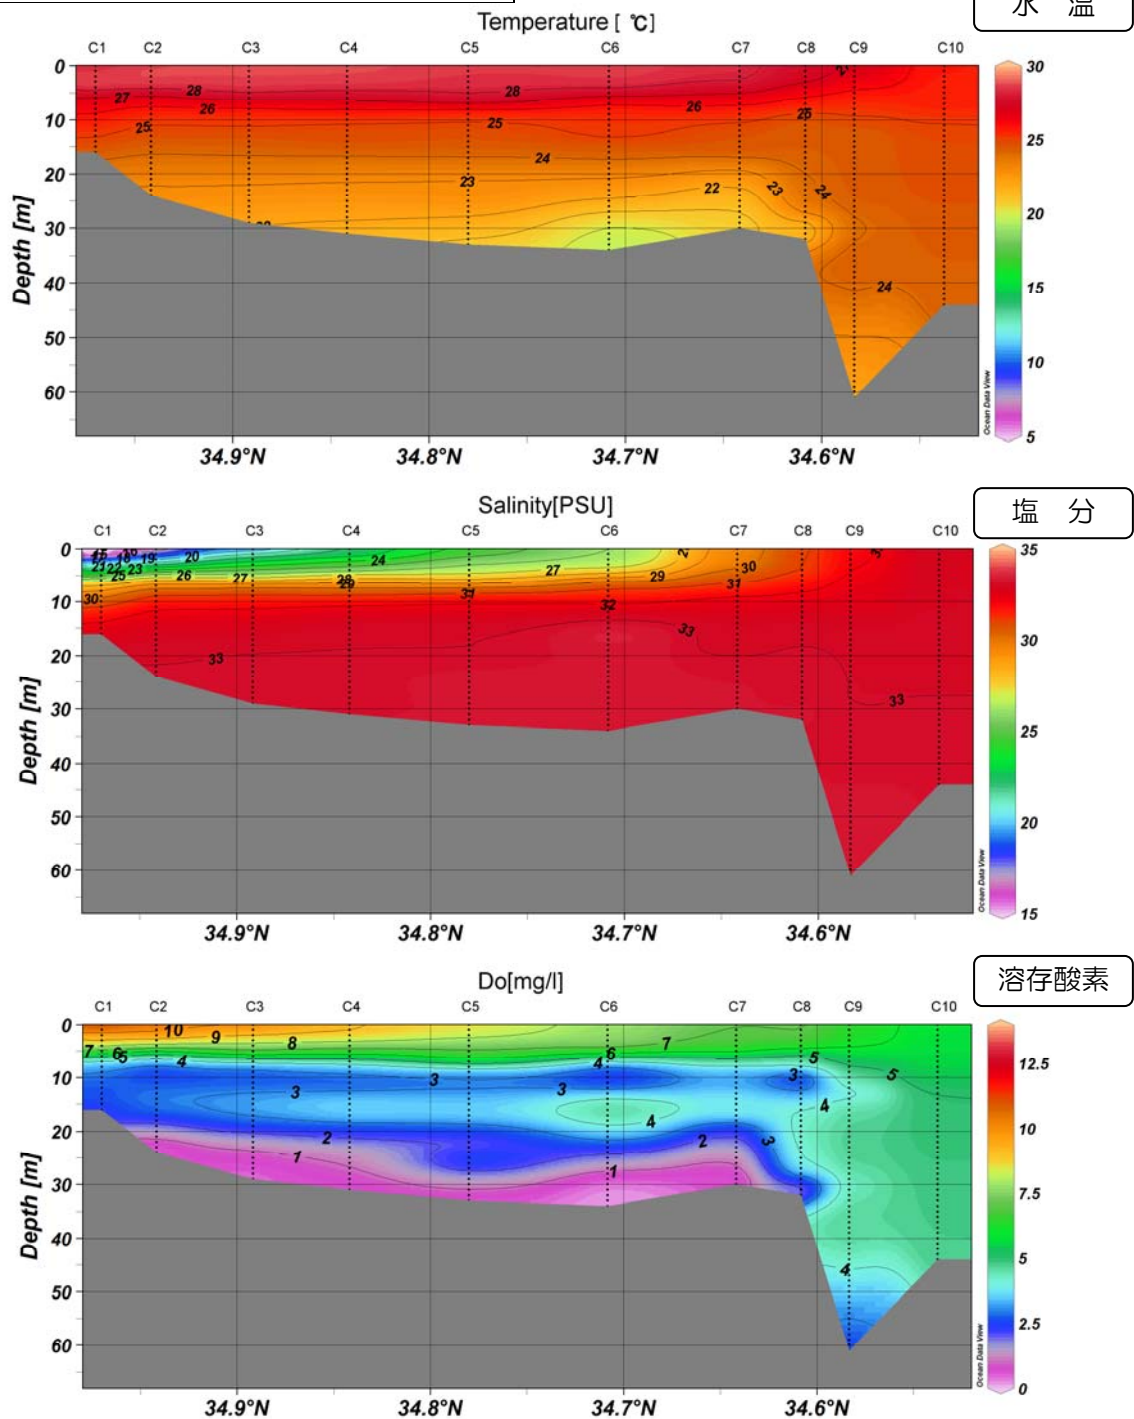 水 温
Temperature [ ℃]
C1 C2 C3 C4 C5 C6 C7 C8 C9 C10
0
10
20
30
40
50
60
Depth [m]
28 28
27 26 26
25 25 25
24
23 22 23 24
24
30
25
20
15
10
5
Ocean Data View
34.9°N 34.8°N 34.7°N 34.6°N
塩 分
Salinity[PSU]
C1 C2 C3 C4 C5 C6 C7 C8 C9 C10
0
10
20
30
40
50
60
Depth [m]
19 20 24
21 22 23
25 26 27 28 27 29 30
29 31
30 31 32
33 33
33
35
30
25
20
15
Ocean Data View
34.9°N 34.8°N 34.7°N 34.6°N
溶存酸素
Do[mg/l]
C1 C2 C3 C4 C5 C6 C7 C8 C9 C10
0
10
20
30
40
50
60
Depth [m]
10 9 8 7
7 6 5 4 4 6 5
3 3 3 3 5
4 4
2 2 3
1 1
4
12.5
10
7.5
5
2.5
0
Ocean Data View
34.9°N 34.8°N 34.7°N 34.6°N